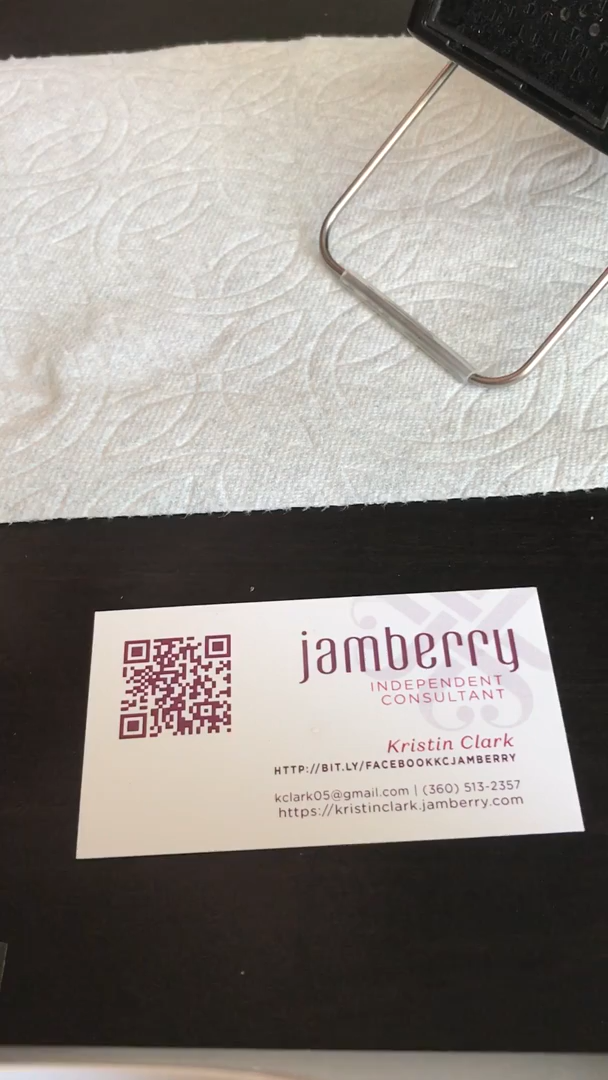 jamberry
INDEPENDENT
CONSULTANT
Kristin Clark
HTTP://BIT.LY/FACEBOOKKCJAMBERRY
kclark05@gmail.com | (360) 513-2357
https://kristinclark.jamberry.com